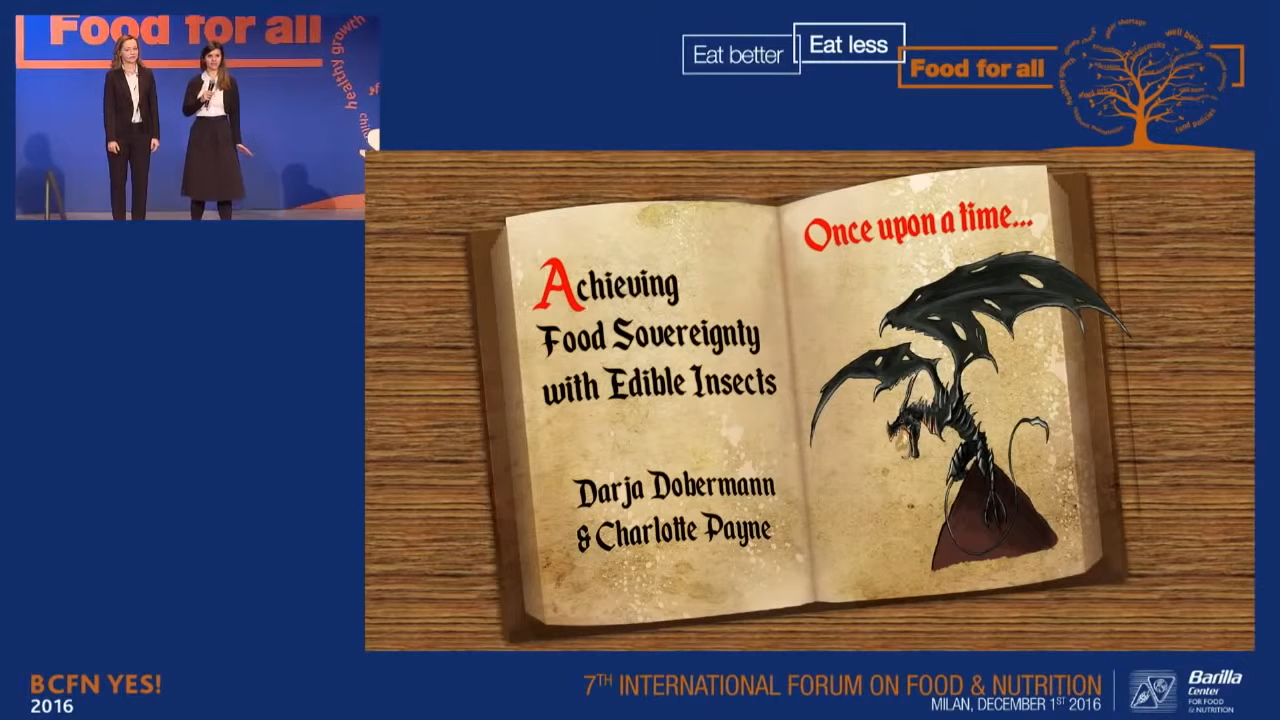 Food for all
healthy growth
Eat better
Eat less
Food for all
well being
food policies
Achieving
Food Sovereignty
with Edible Insects
Darja Dobermann
& Charlotte Payne
Once upon a time...
BCFN YES!
2016
7TH INTERNATIONAL FORUM ON FOOD & NUTRITION
MILAN, DECEMBER 1ST 2016
Barilla
Center
FOR FOOD
& NUTRITION